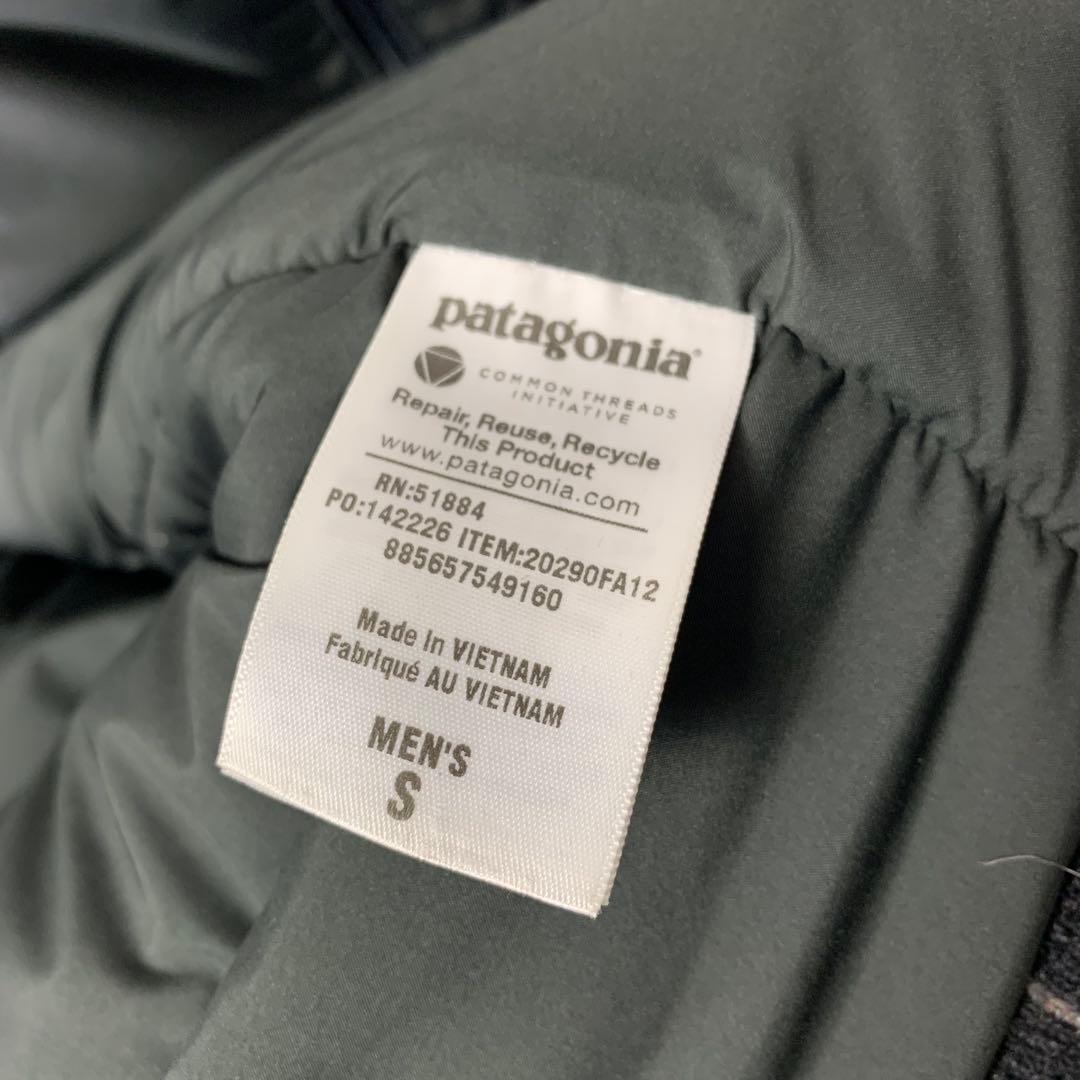 patagonia®
COMMON THREADS
INITIATIVE
Repair, Reuse, Recycle
This Product
www.patagonia.com
RN:51884
PO:142226 ITEM:20290FA12
885657549160
Made In VIETNAM
Fabriqué AU VIETNAM
MEN'S
S